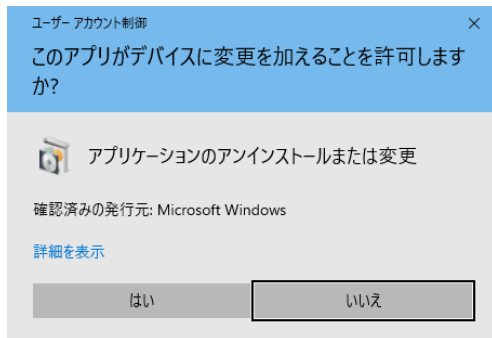 ユーザー アカウント制御
このアプリがデバイスに変更を加えることを許可します
か?
アプリケーションのアンインストールまたは変更
確認済みの発行元: Microsoft Windows
詳細を表示
はい
いいえ